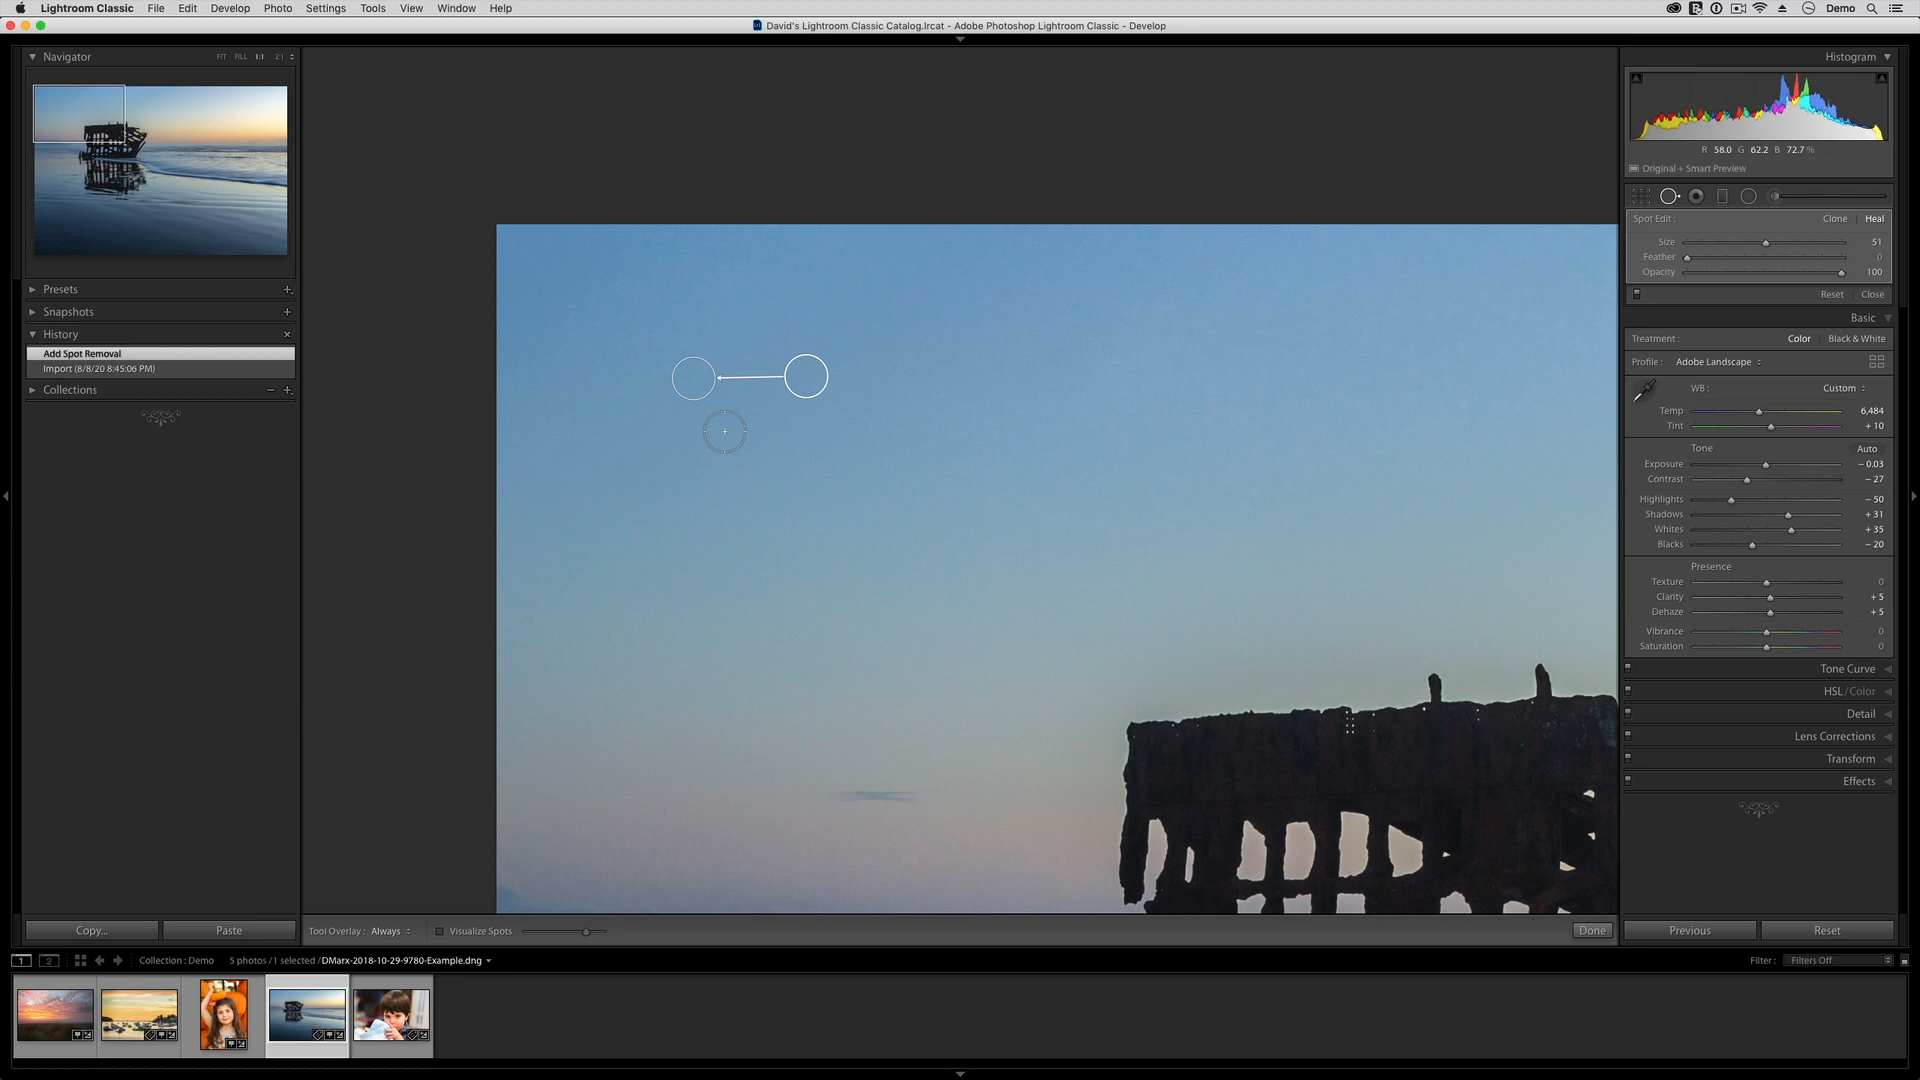 Lightroom Classic File Edit Develop Photo Settings Tools View Window Help Demo
David's Lightroom Classic Catalog.lrcat - Adobe Photoshop Lightroom Classic - Develop
Navigator FIT FILL 1:1 2:1
Presets
Snapshots
History
Add Spot Removal
Import (8/8/20 8:45:06 PM)
Collections
Copy... Paste
Tool Overlay : Always Visualize Spots Done
Histogram
R 58.0 G 62.2 B 72.7 %
Original + Smart Preview
Spot Edit : Clone Heal
Size 51
Feather 0
Opacity 100
Reset Close
Basic
Treatment : Color Black & White
Profile : Adobe Landscape
WB : Custom
Temp 6,484
Tint + 10
Tone Auto
Exposure – 0.03
Contrast – 27
Highlights – 50
Shadows + 31
Whites + 35
Blacks – 20
Presence
Texture 0
Clarity + 5
Dehaze + 5
Vibrance 0
Saturation 0
Tone Curve
HSL / Color
Detail
Lens Corrections
Transform
Effects
Previous Reset
1 2 Collection : Demo 5 photos / 1 selected / DMarx-2018-10-29-9780-Example.dng Filter : Filters Off